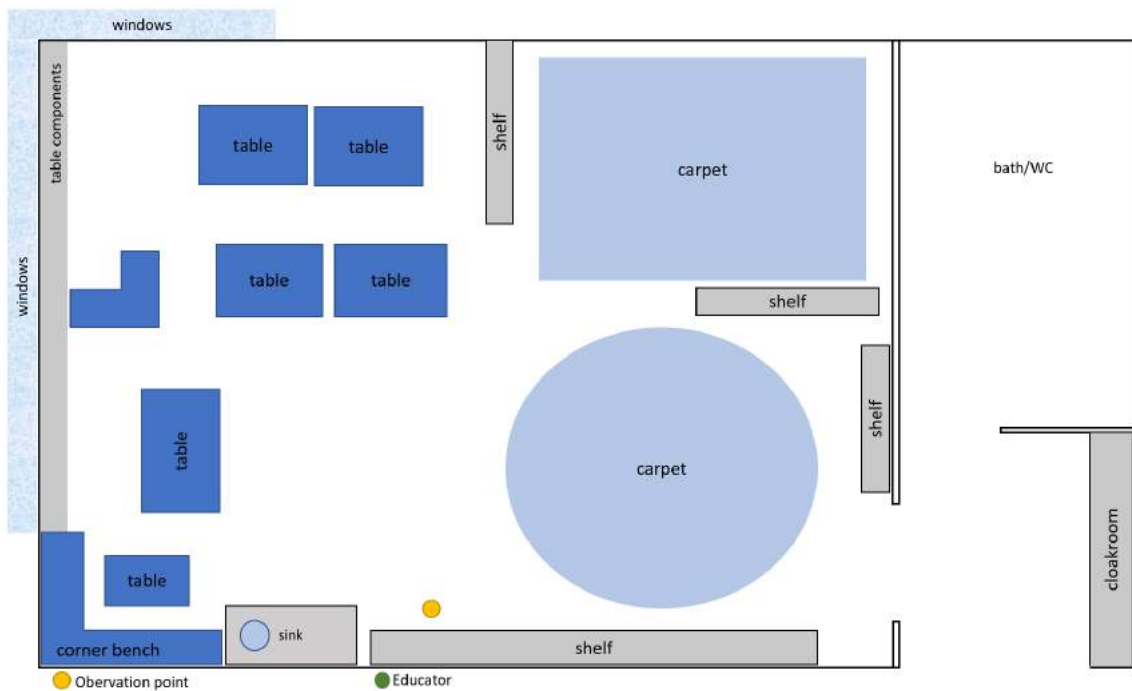 windows
table components
windows
table
table
shelf
carpet
bath/WC
table
table
shelf
shelf
table
carpet
cloakroom
table
sink
corner bench
shelf
Obervation point
Educator